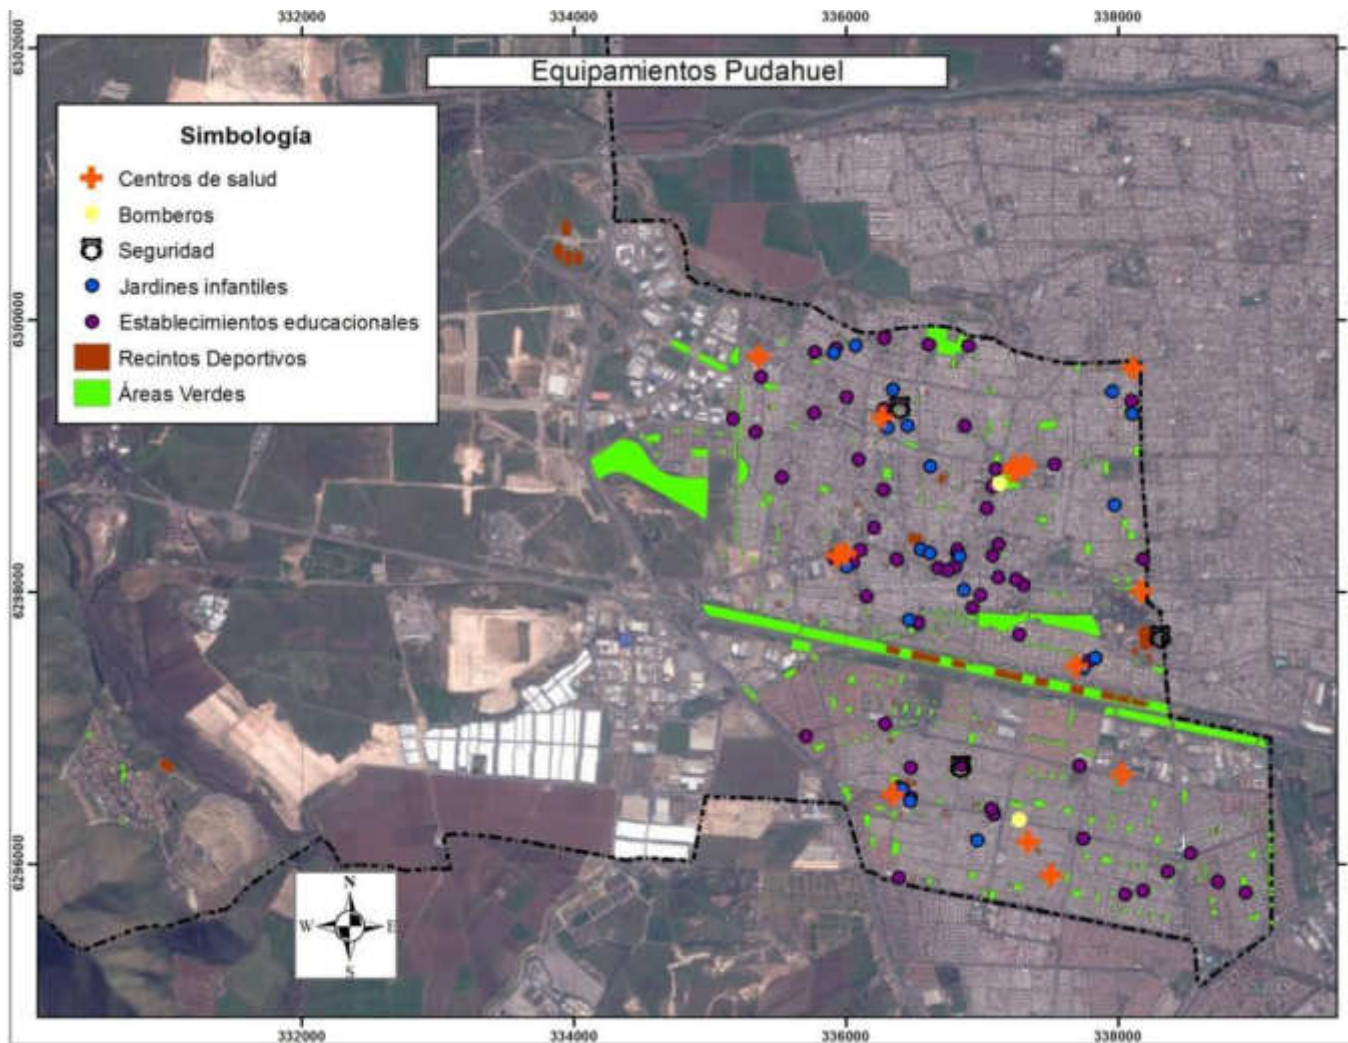 332000 334000 336000 338000
6302000
Equipamientos Pudahuel
Simbología
Centros de salud
Bomberos
Seguridad
Jardines infantiles
Establecimientos educacionales
Recintos Deportivos
Áreas Verdes
6300000
6298000
6296000
N
W E
S
332000 334000 336000 338000